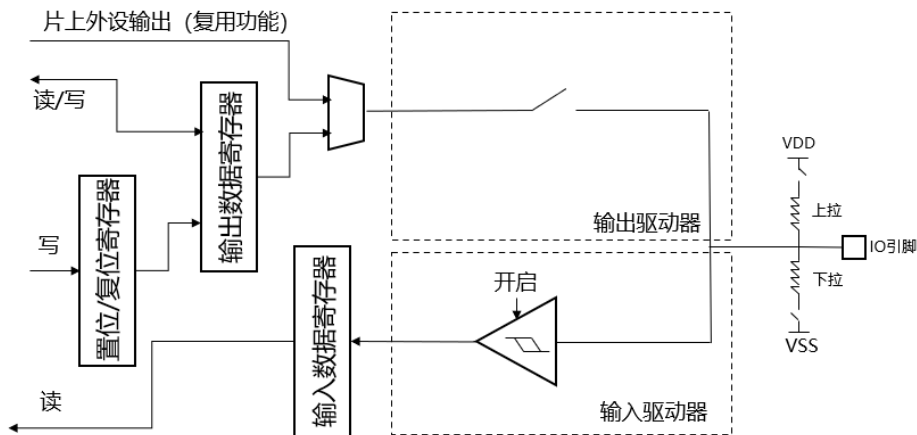 片上外设输出（复用功能）
读/写
输出数据寄存器
写
置位/复位寄存器
输出驱动器
VDD
上拉
IO引脚
下拉
VSS
开启
输入数据寄存器
读
输入驱动器